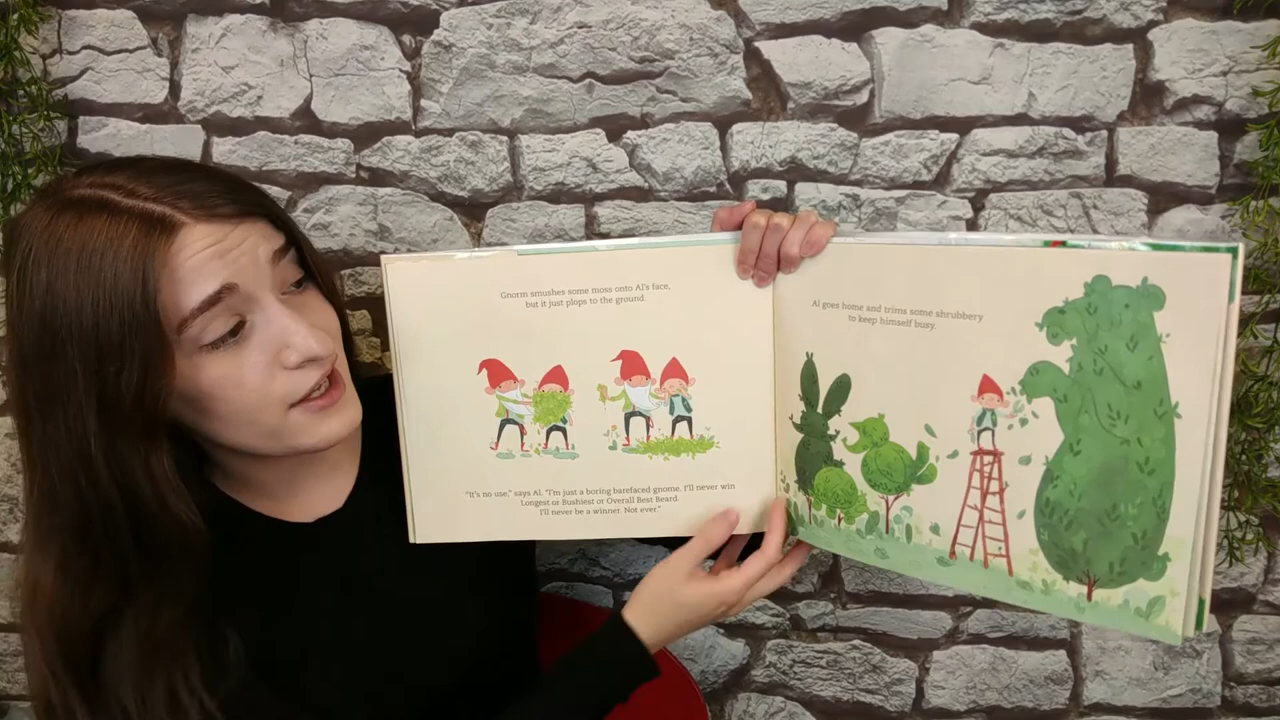 Gnorm smushes some moss onto Al's face,
but it just plops to the ground.
"It's no use," says Al. "I'm just a boring barefaced gnome. I'll never win
Longest or Bushiest or Overall Best Beard.
I'll never be a winner. Not ever."
Al goes home and trims some shrubbery
to keep himself busy.